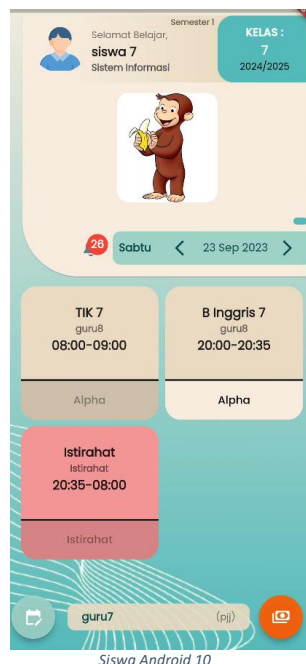 Semester 1
Selamat Belajar,
siswa 7
Sistem Informasi
KELAS :
7
2024/2025
26
Sabtu
23 Sep 2023
TIK 7
guru8
08:00-09:00
Alpha
B Inggris 7
guru8
20:00-20:35
Alpha
Istirahat
Istirahat
20:35-08:00
Istirahat
guru7
(pjj)
Siswa Android 10